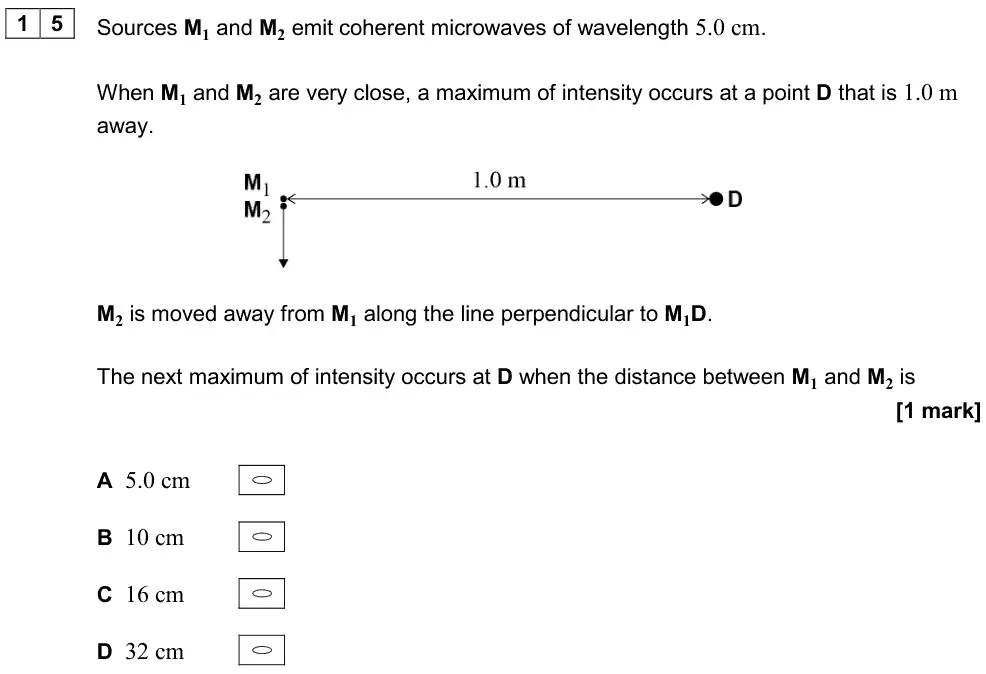 1 5 Sources M₁ and M₂ emit coherent microwaves of wavelength 5.0 cm.
When M₁ and M₂ are very close, a maximum of intensity occurs at a point D that is 1.0 m
away.
M₁ 1.0 m D
M₂
M₂ is moved away from M₁ along the line perpendicular to M₁D.
The next maximum of intensity occurs at D when the distance between M₁ and M₂ is
[1 mark]
A 5.0 cm
B 10 cm
C 16 cm
D 32 cm